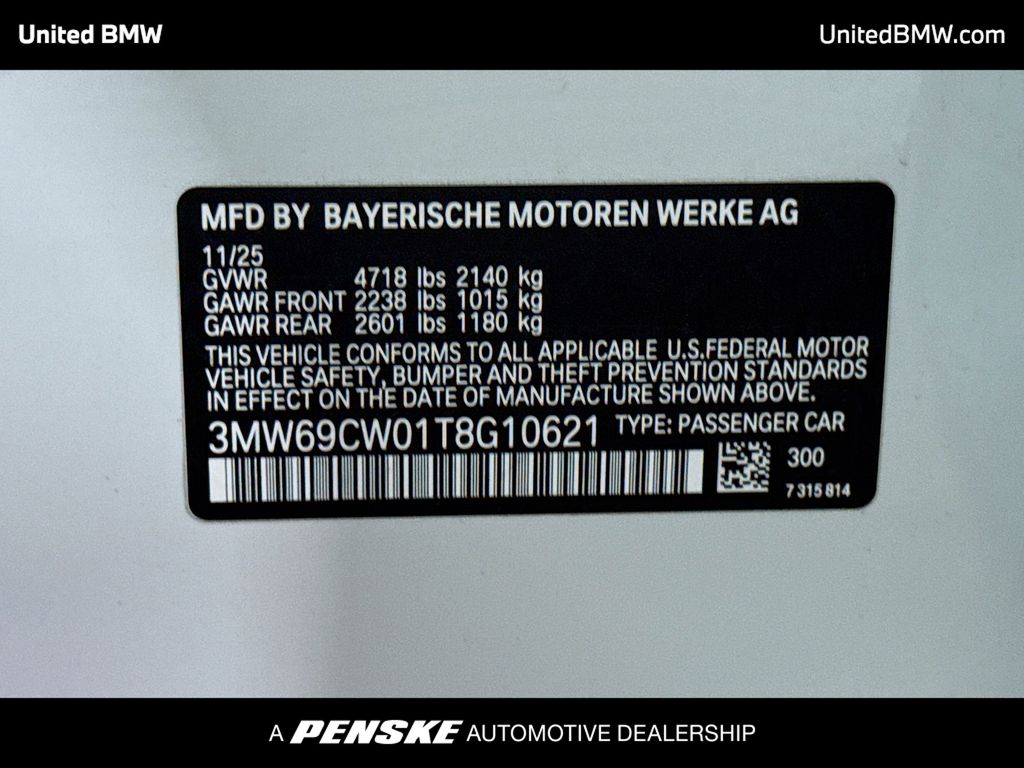 United BMW
UnitedBMW.com
MFD BY BAYERISCHE MOTOREN WERKE AG
11/25
GVWR 4718 lbs 2140 kg
GAWR FRONT 2238 lbs 1015 kg
GAWR REAR 2601 lbs 1180 kg
THIS VEHICLE CONFORMS TO ALL APPLICABLE U.S.FEDERAL MOTOR
VEHICLE SAFETY, BUMPER AND THEFT PREVENTION STANDARDS
IN EFFECT ON THE DATE OF MANUFACTURE SHOWN ABOVE.
3MW69CW01T8G10621 TYPE: PASSENGER CAR
300
7 315 814
A PENSKE AUTOMOTIVE DEALERSHIP